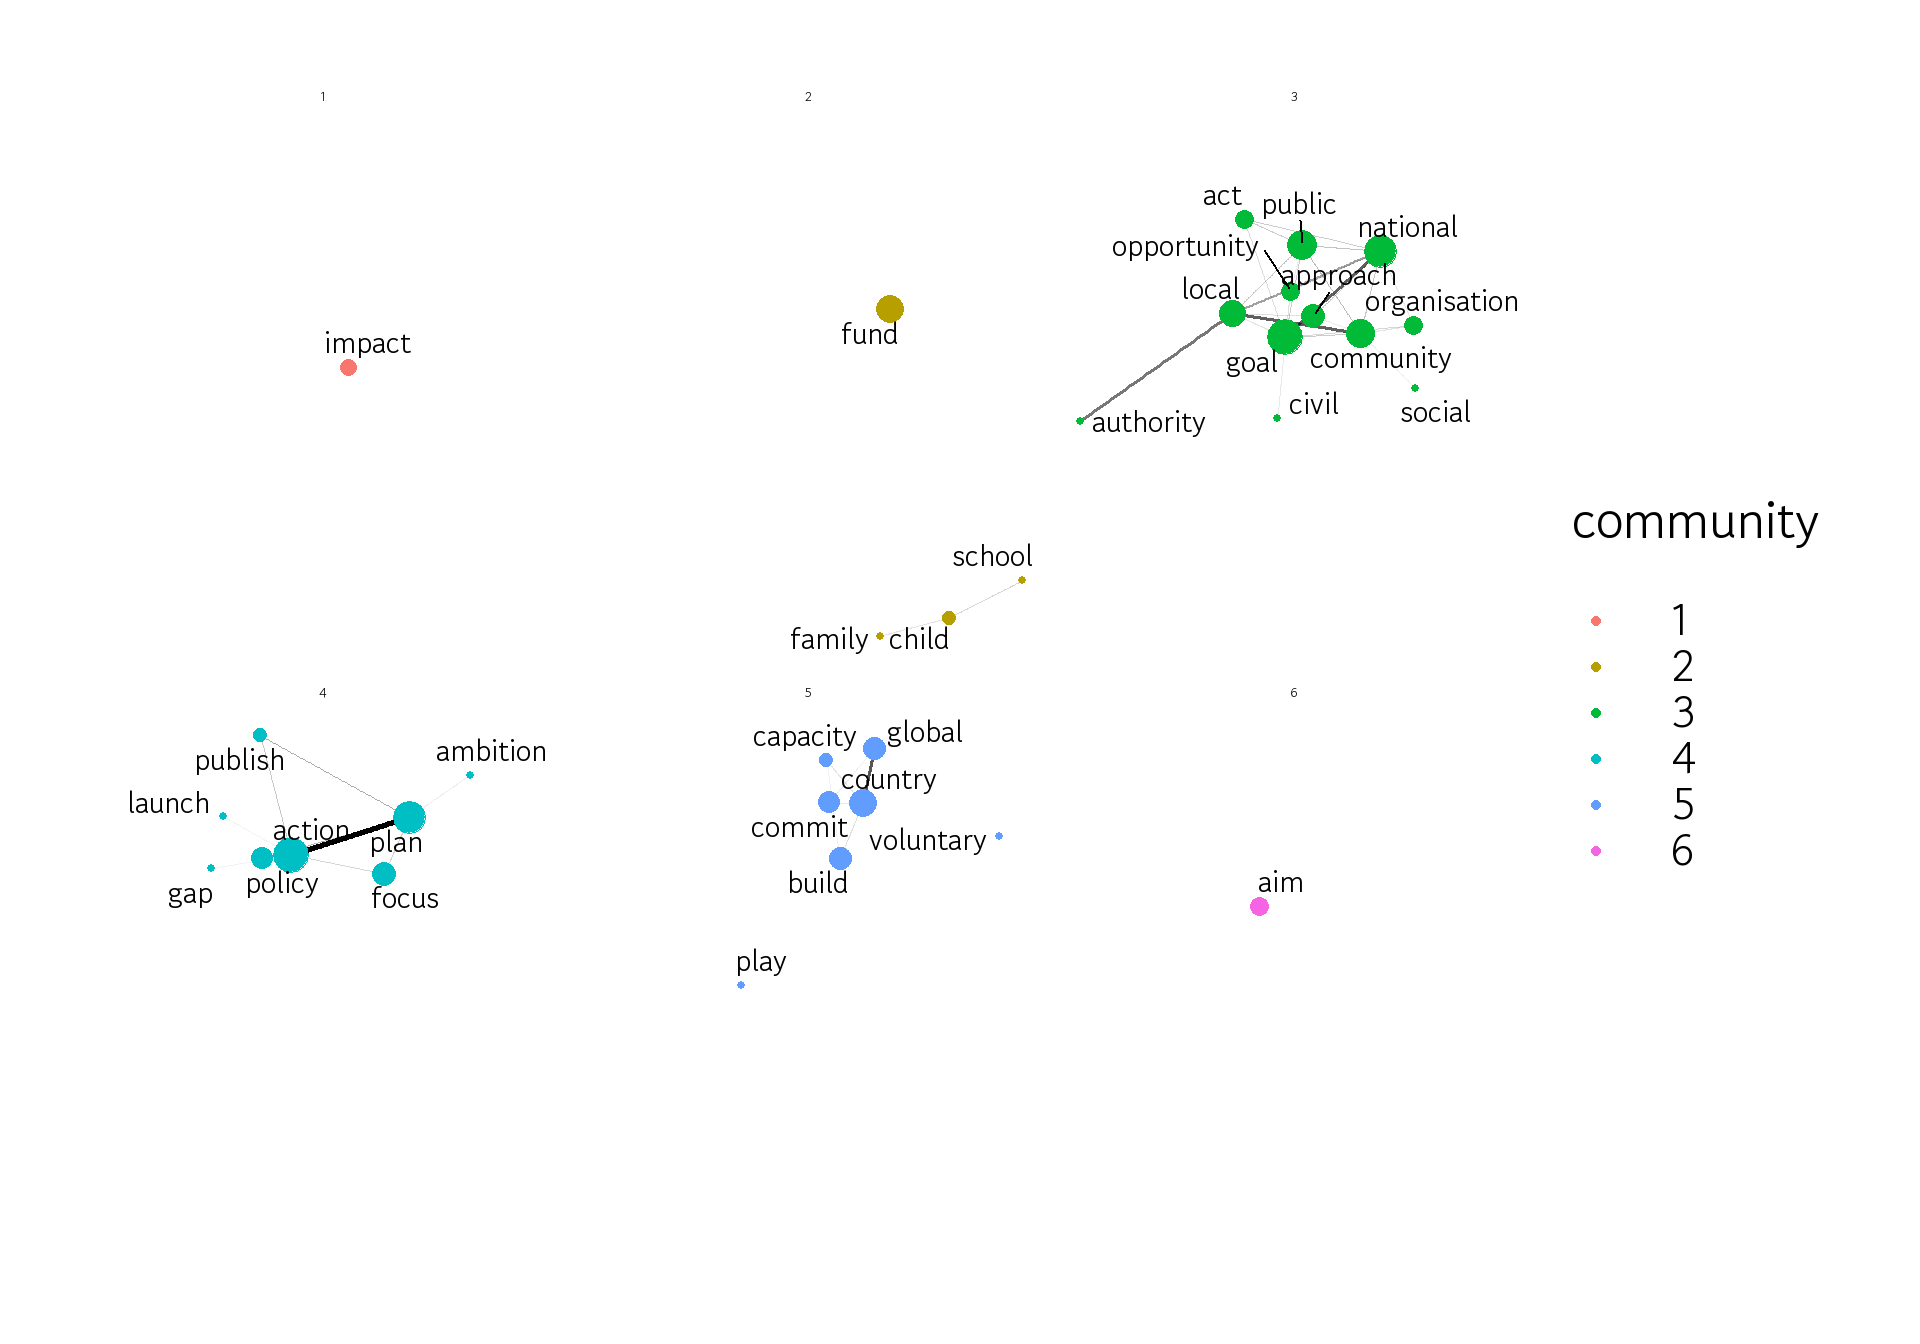 1
2
3
act
public
national
opportunity
approach
local
organisation
impact
fund
goal
community
civil
social
authority
community
school
family
child
1
2
3
4
5
6
4
5
6
publish
ambition
launch
action
plan
gap
policy
focus
capacity
global
country
commit
voluntary
build
aim
play